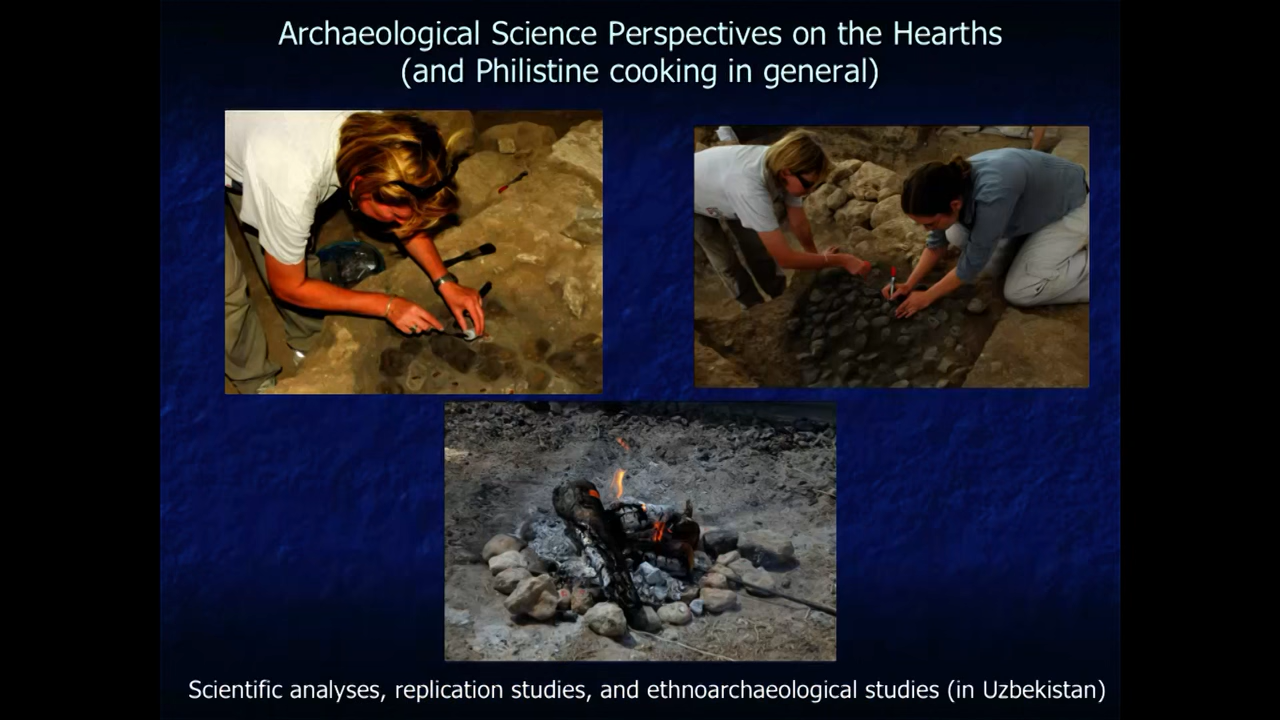 Archaeological Science Perspectives on the Hearths
(and Philistine cooking in general)
Scientific analyses, replication studies, and ethnoarchaeological studies (in Uzbekistan)